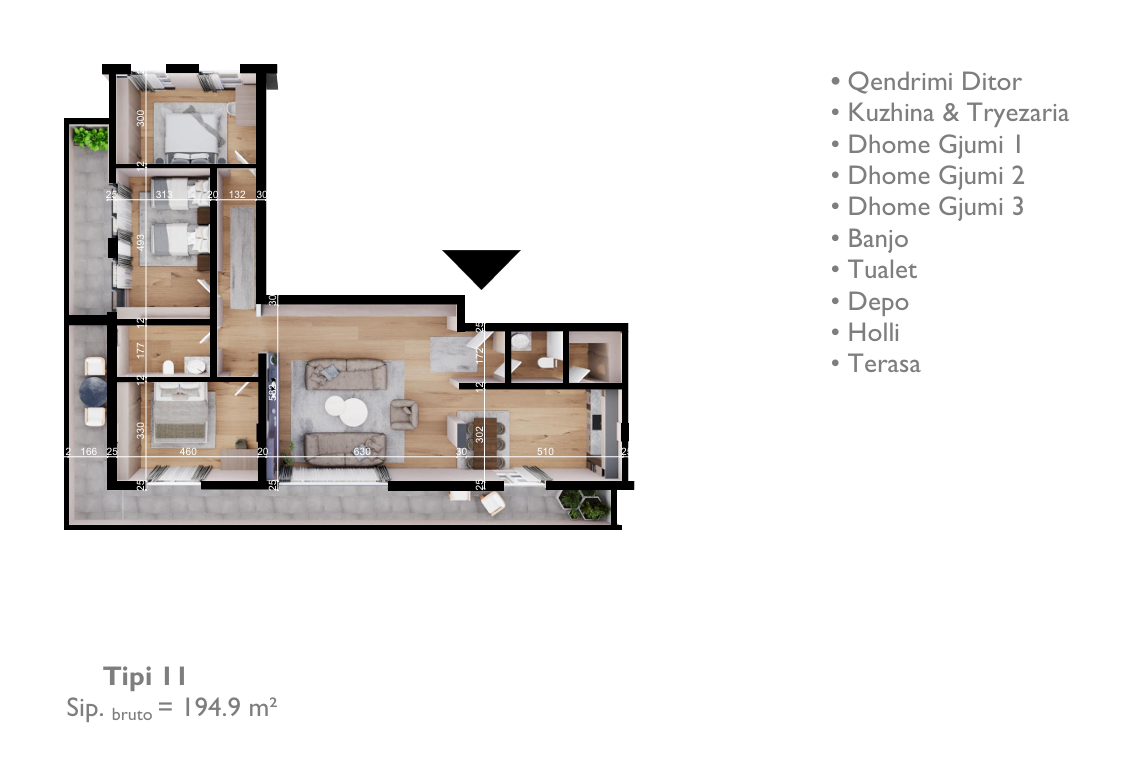 • Qendrimi Ditor
• Kuzhina & Tryezaria
• Dhome Gjumi 1
• Dhome Gjumi 2
• Dhome Gjumi 3
• Banjo
• Tualet
• Depo
• Holli
• Terasa
300
12
25 313 20 132 30
493
30
12
25
177
172
12
12
582
330
302
2 166 25 460 20 630 30 510 25
25
25
25
Tipi 11
Sip. bruto = 194.9 m²